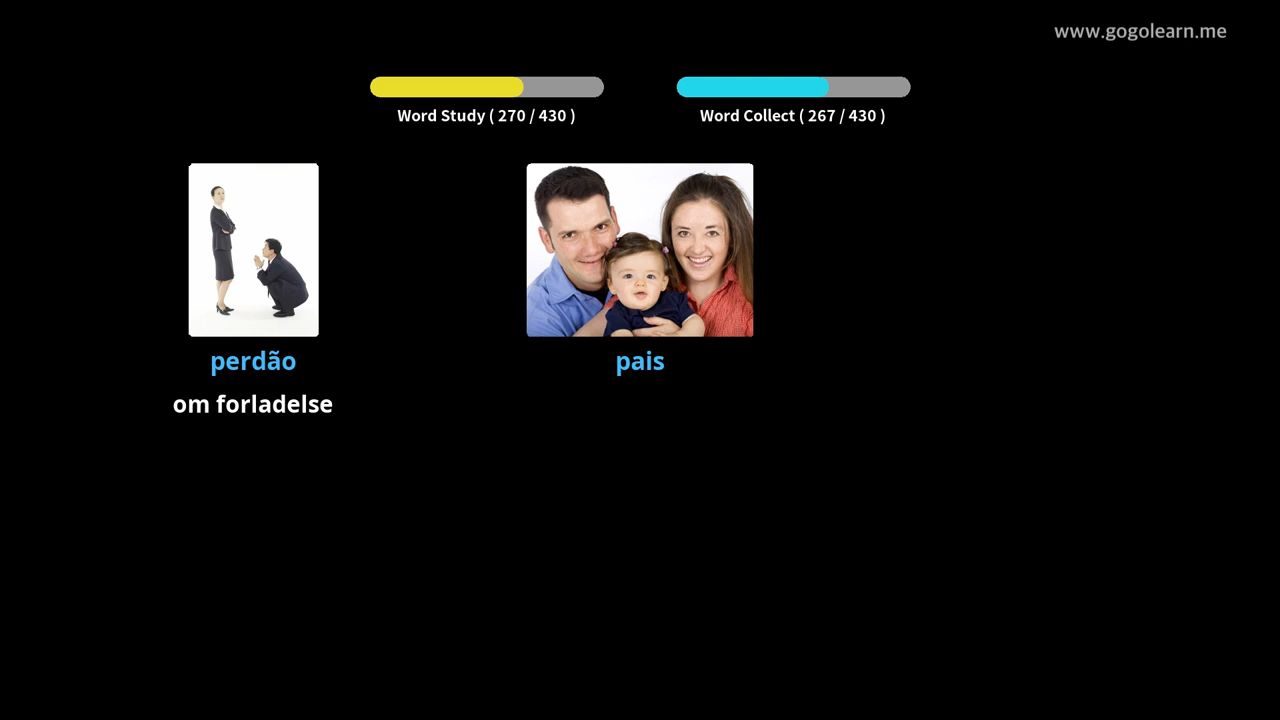 www.gogolearn.me
Word Study ( 270 / 430 )
Word Collect ( 267 / 430 )
perdão
pais
om forladelse